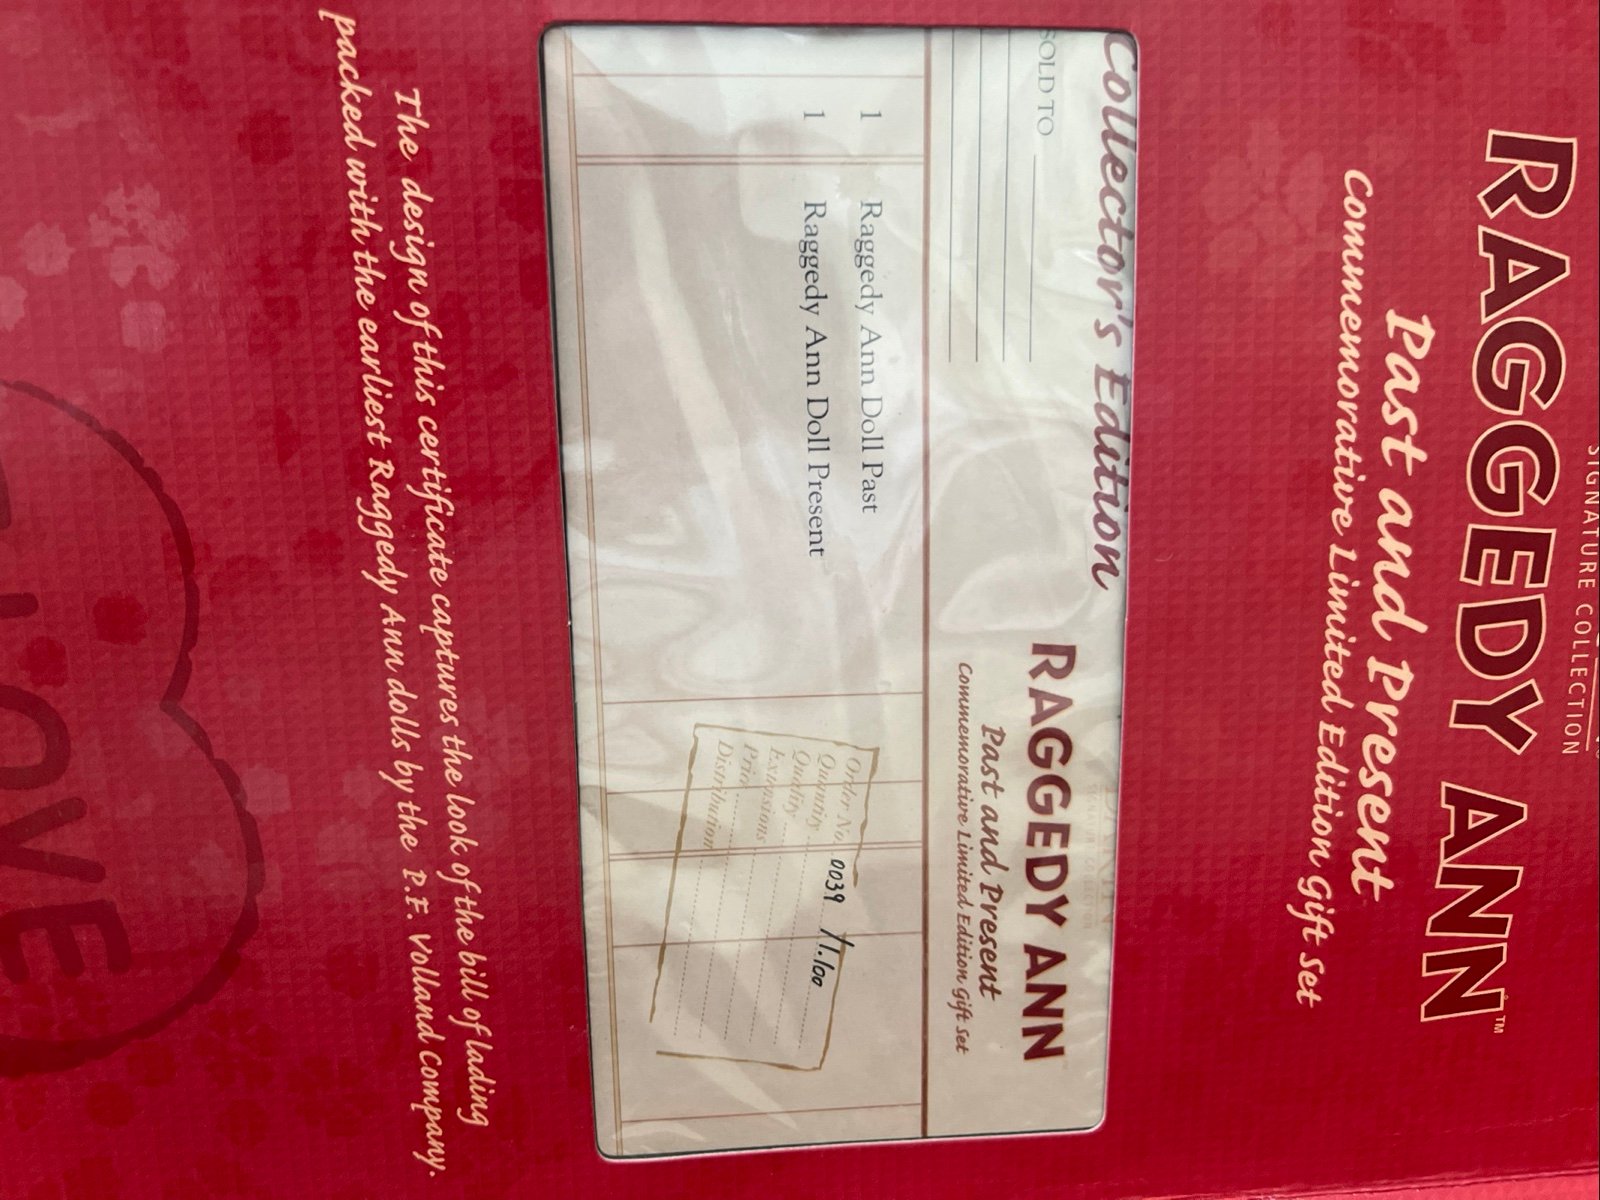 SIGNATURE COLLECTION
RAGGEDY ANN™
Past and Present
Commemorative Limited Edition Gift Set
Collector's Edition
SOLD TO
RAGGEDY ANN
Past and Present
Commemorative Limited Edition Gift Set
1 Raggedy Ann Doll Past
1 Raggedy Ann Doll Present
Order No. 0039 /1.100
Quantity
Quality
Extensions
Price
Distribution
The design of this certificate captures the look of the bill of lading
packed with the earliest Raggedy Ann dolls by the P.F. Volland Company.
LOVE